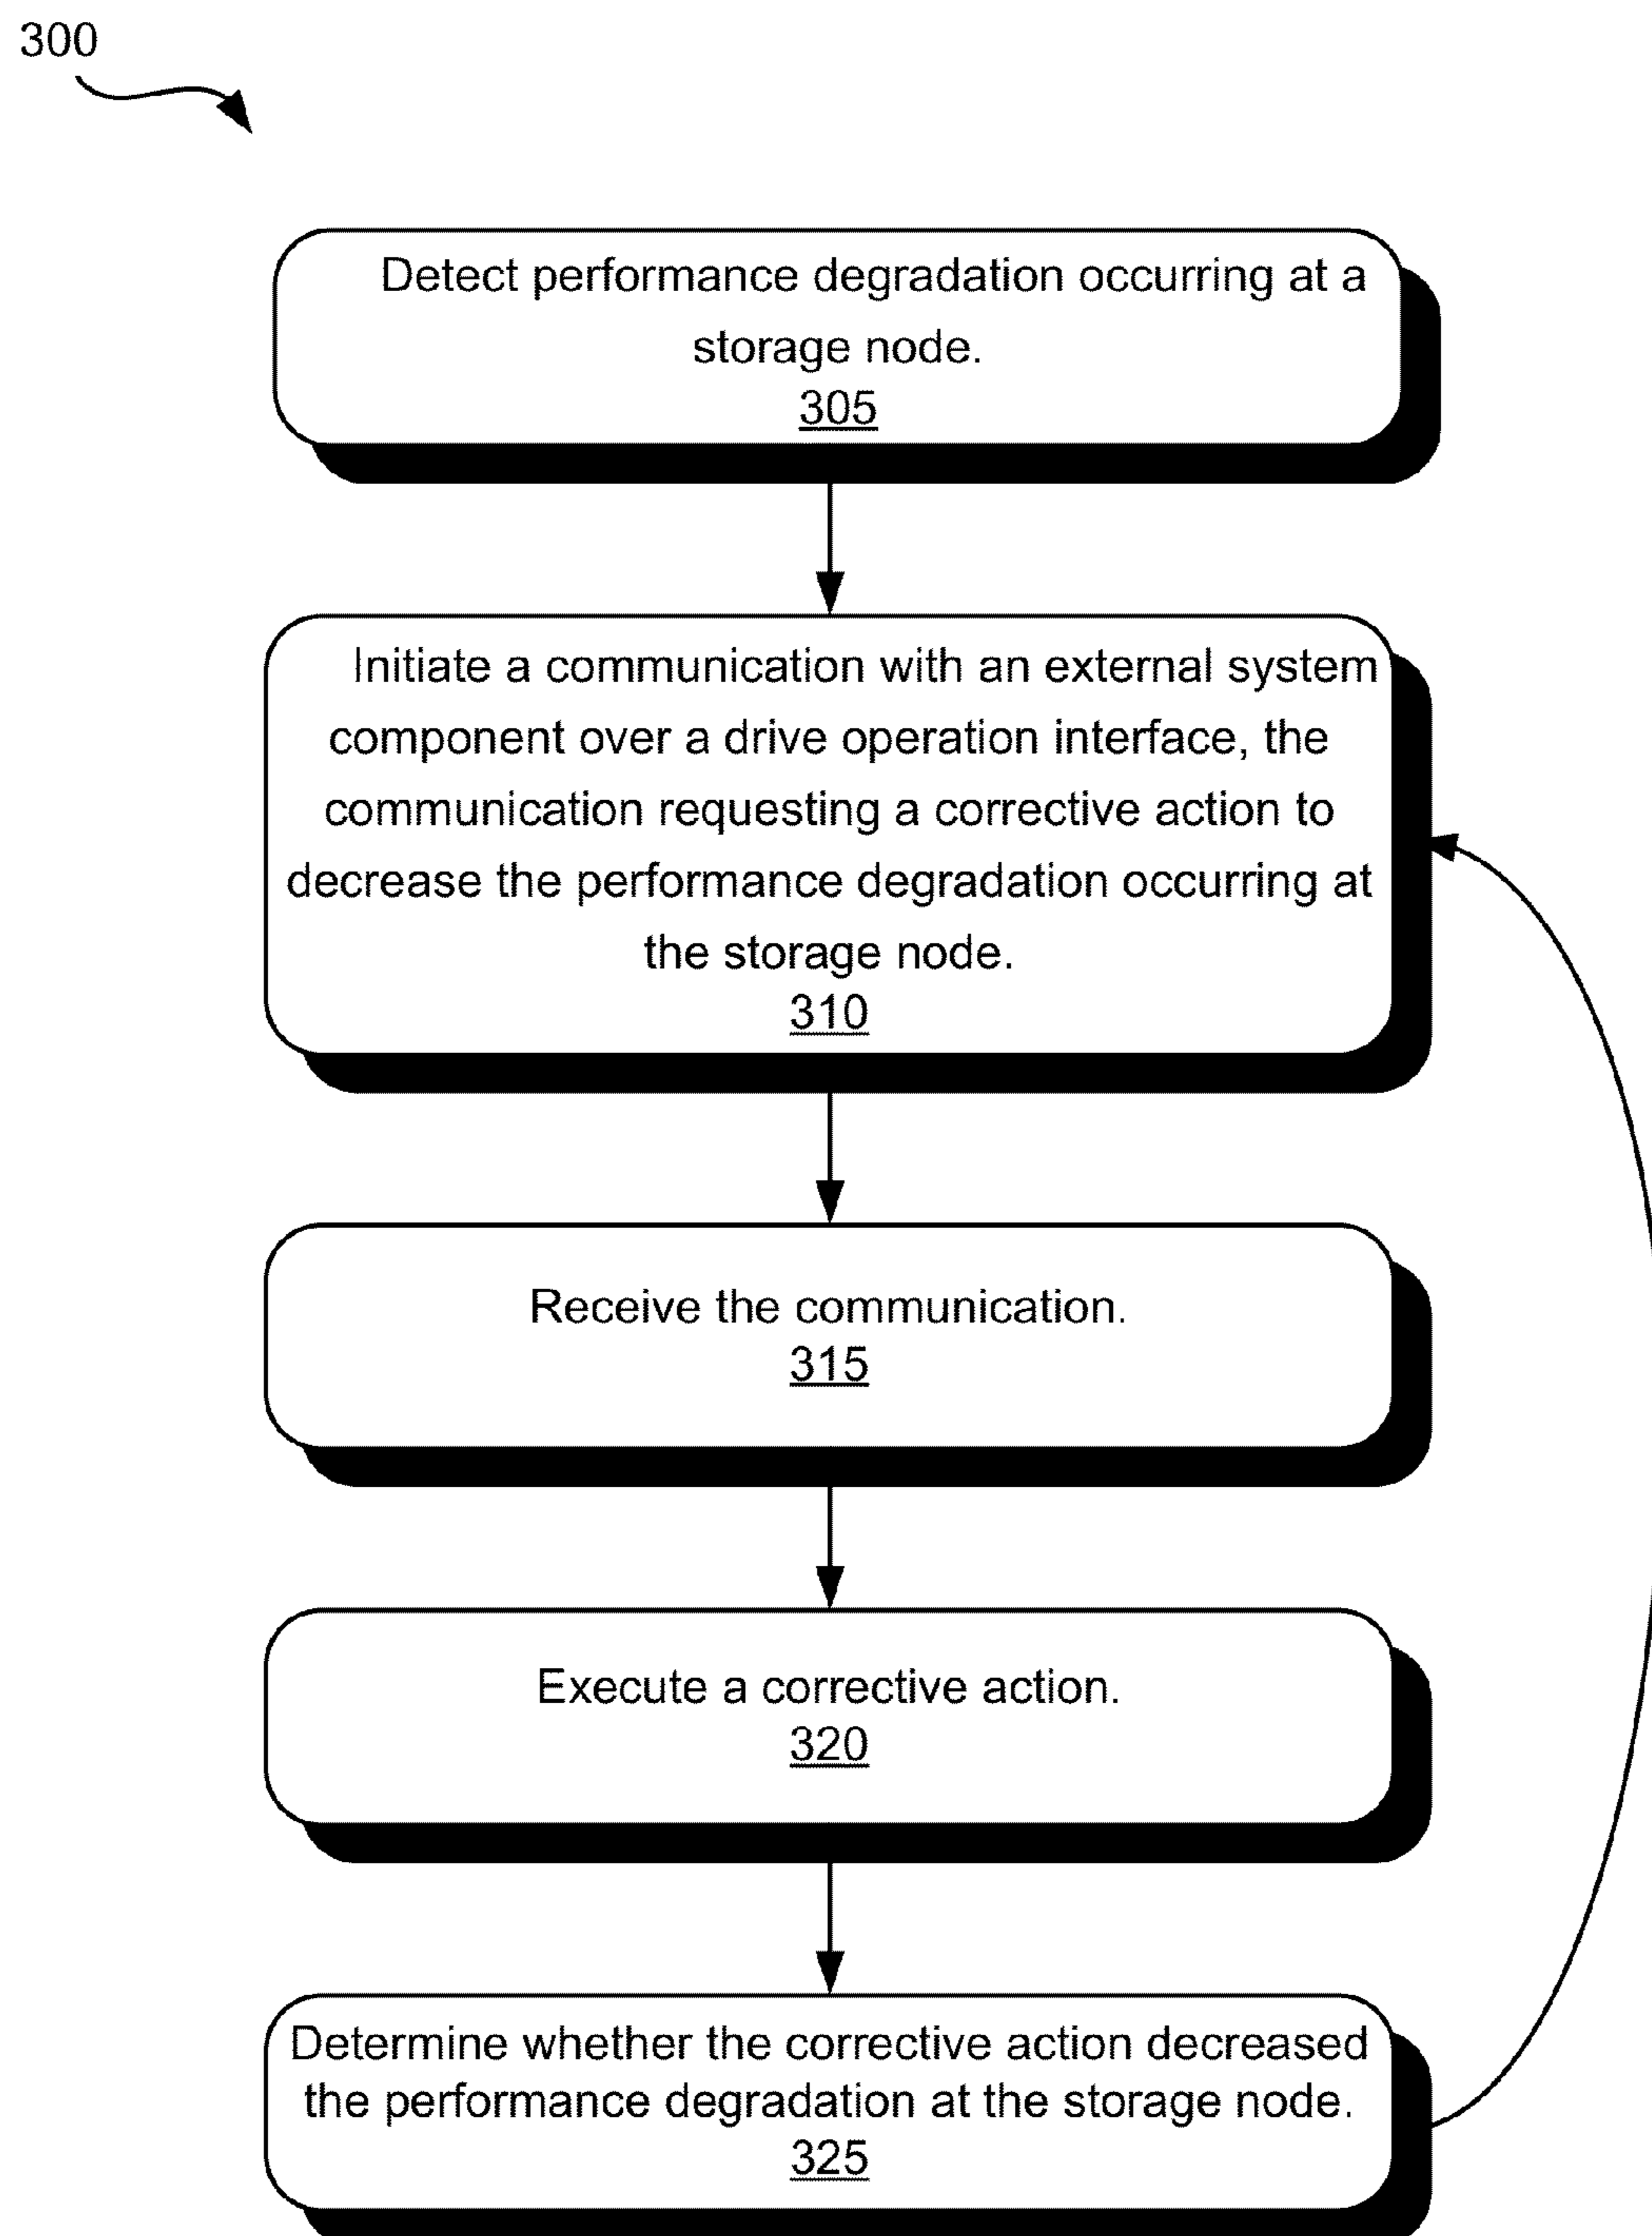 300
Detect performance degradation occurring at a
storage node.
305
Initiate a communication with an external system
component over a drive operation interface, the
communication requesting a corrective action to
decrease the performance degradation occurring at
the storage node.
310
Receive the communication.
315
Execute a corrective action.
320
Determine whether the corrective action decreased
the performance degradation at the storage node.
325